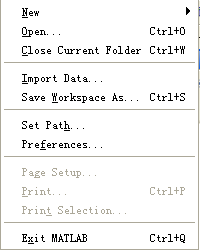 New
Open... Ctrl+O
Close Current Folder Ctrl+W
Import Data...
Save Workspace As... Ctrl+S
Set Path...
Preferences...
Page Setup...
Print... Ctrl+P
Print Selection...
Exit MATLAB Ctrl+Q